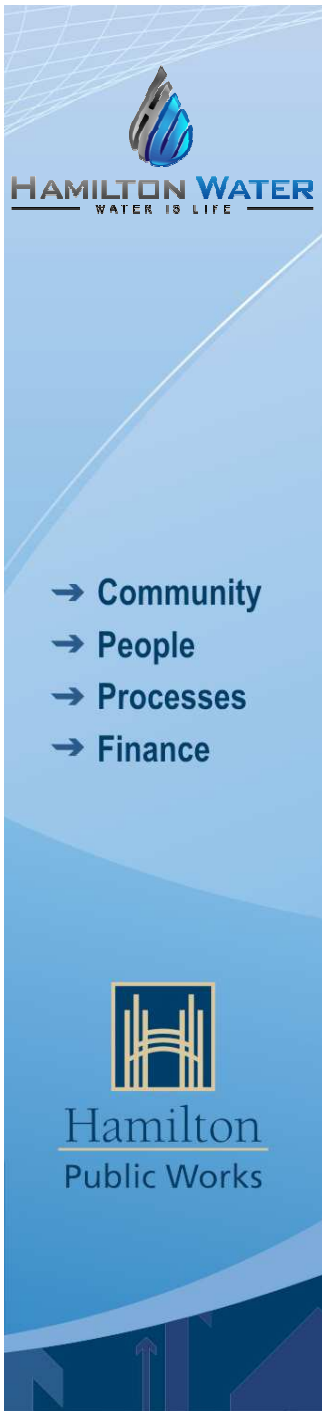 HAMILTON WATER
WATER IS LIFE
➔ Community
➔ People
➔ Processes
➔ Finance
Hamilton
Public Works